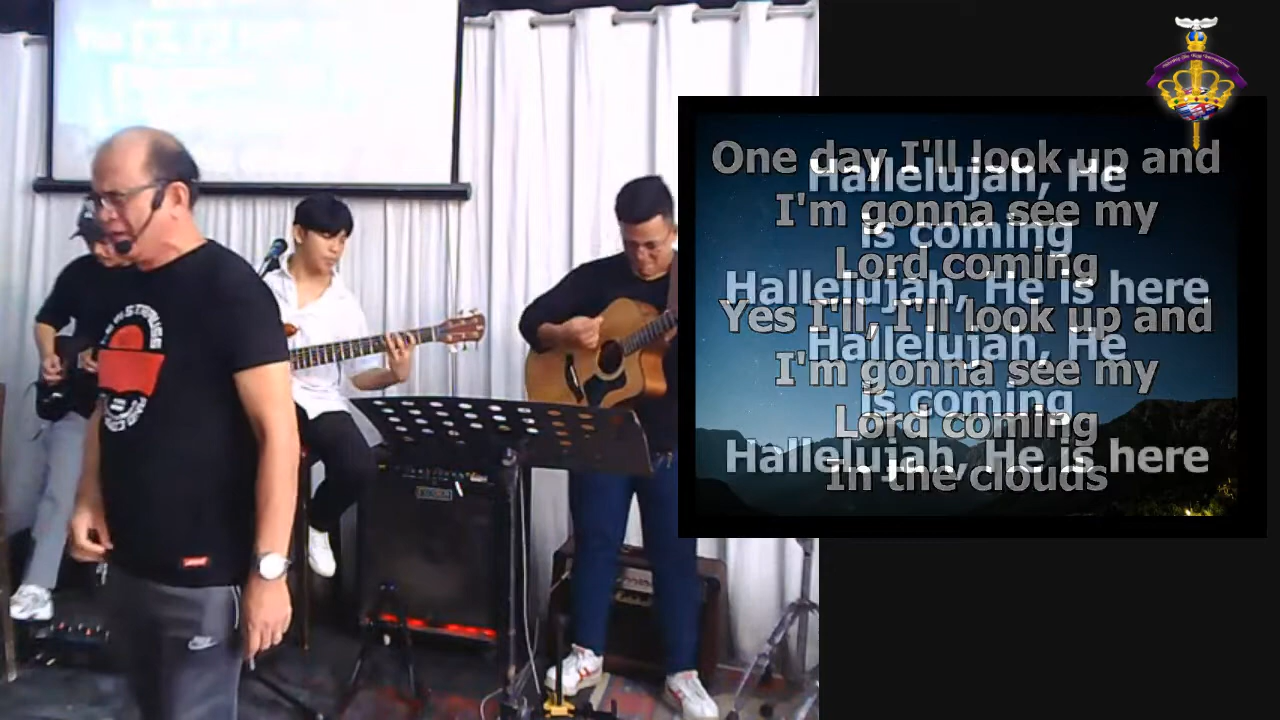 One day I'll look up and
I'm gonna see my
Lord coming
Yes I'll, I'll look up and
I'm gonna see my
Lord coming
In the clouds
Hallelujah, He
is coming
Hallelujah, He is here
Hallelujah, He
is coming
Hallelujah, He is here